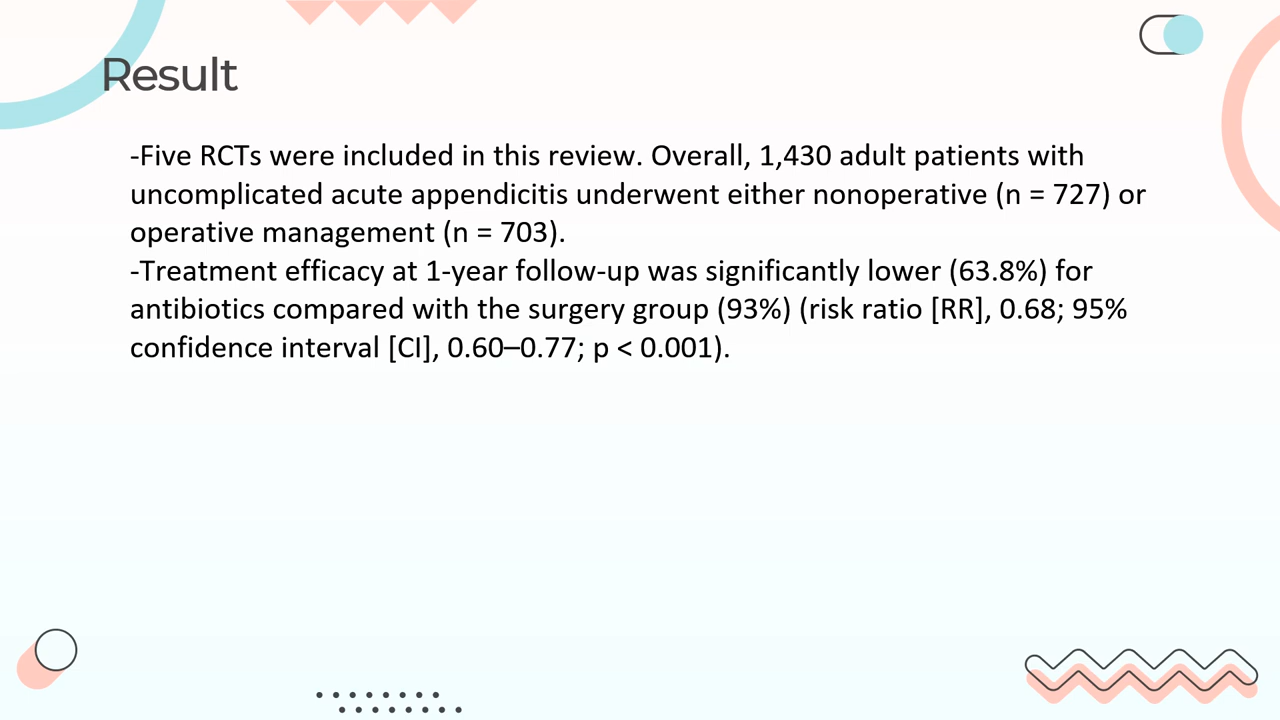 Result
-Five RCTs were included in this review. Overall, 1,430 adult patients with
uncomplicated acute appendicitis underwent either nonoperative (n = 727) or
operative management (n = 703).
-Treatment efficacy at 1-year follow-up was significantly lower (63.8%) for
antibiotics compared with the surgery group (93%) (risk ratio [RR], 0.68; 95%
confidence interval [CI], 0.60–0.77; p < 0.001).